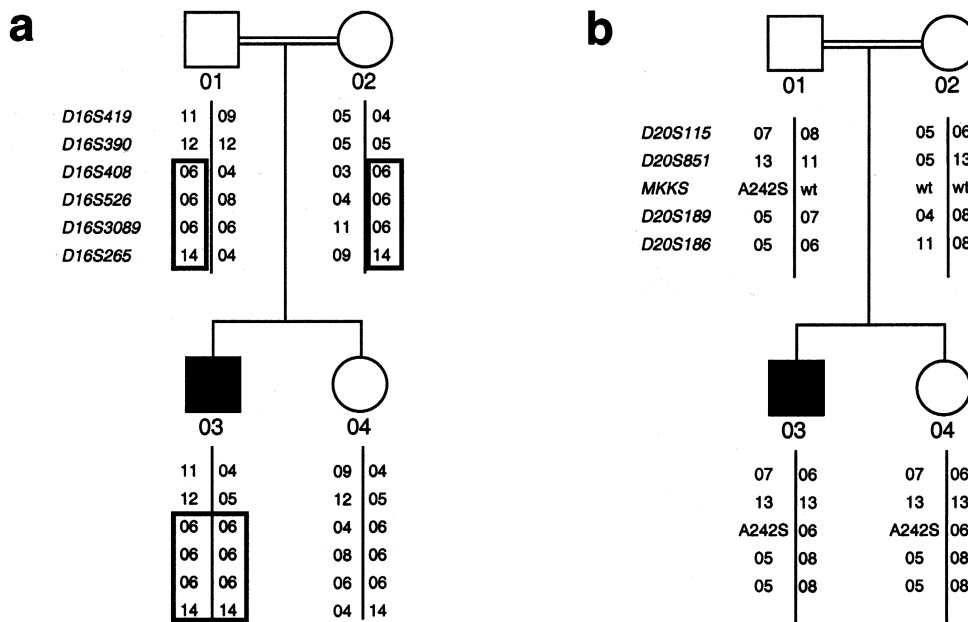 a
b
01 02
01 02
D16S419 11 09 05 04
D16S390 12 12 05 05
D16S408 06 04 03 06
D16S526 06 08 04 06
D16S3089 06 06 11 06
D16S265 14 04 09 14
D20S115 07 08 05 06
D20S851 13 11 05 13
MKKS A242S wt wt wt
D20S189 05 07 04 08
D20S186 05 06 11 08
03 04
11 04 09 04
12 05 12 05
06 06 04 06
06 06 08 06
06 06 06 06
14 14 04 14
03 04
07 06 07 06
13 13 13 13
A242S 06 A242S 06
05 08 05 08
05 08 05 08